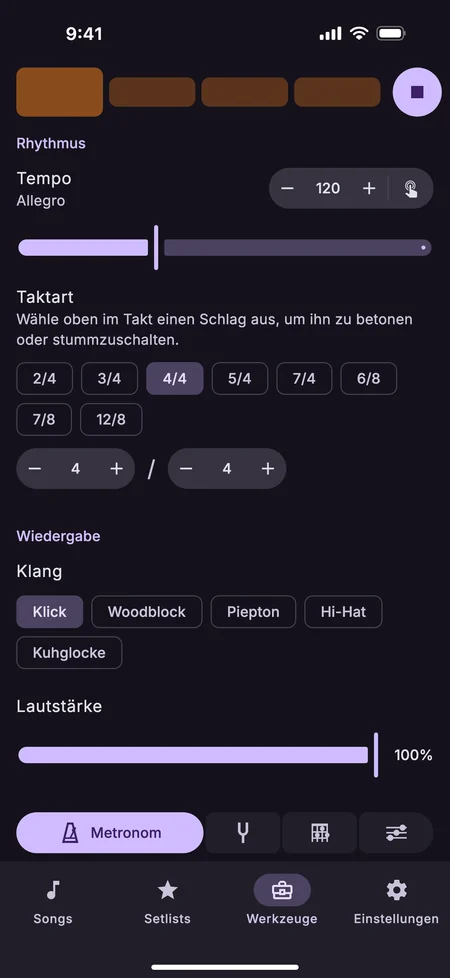 9:41
Rhythmus
Tempo
Allegro
120
Taktart
Wähle oben im Takt einen Schlag aus, um ihn zu betonen
oder stummzuschalten.
2/4 3/4 4/4 5/4 7/4 6/8
7/8 12/8
4 / 4
Wiedergabe
Klang
Klick Woodblock Piepton Hi-Hat
Kuhglocke
Lautstärke
100%
Metronom
Songs Setlists Werkzeuge Einstellungen